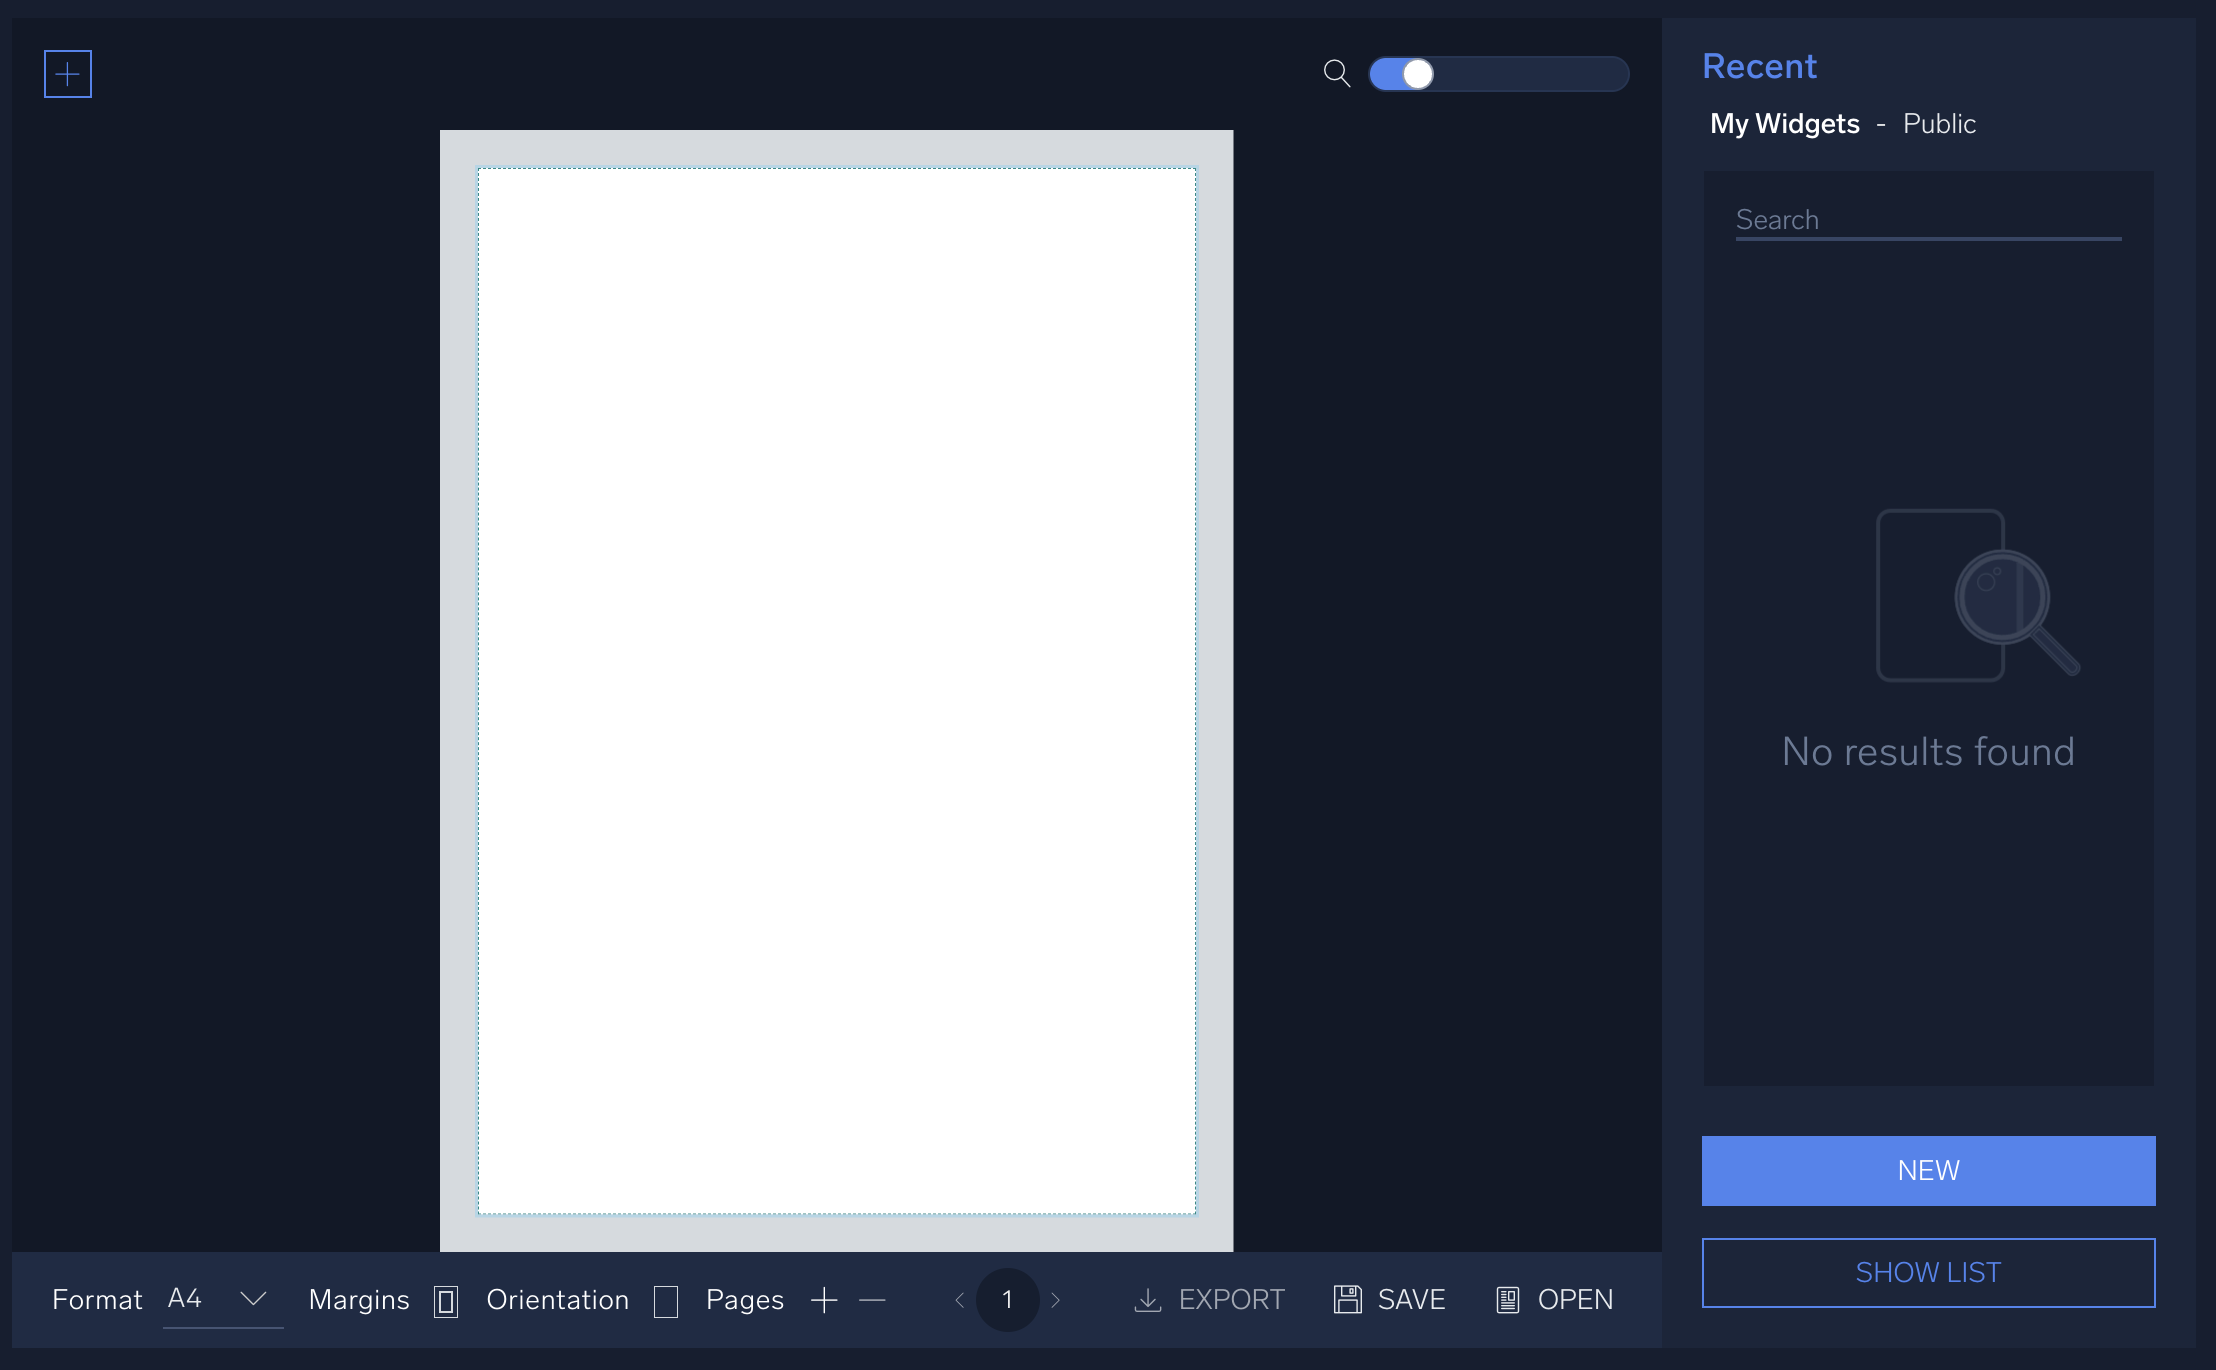 Recent
My Widgets - Public
Search
No results found
NEW
SHOW LIST
Format A4 Margins Orientation Pages 1 EXPORT SAVE OPEN